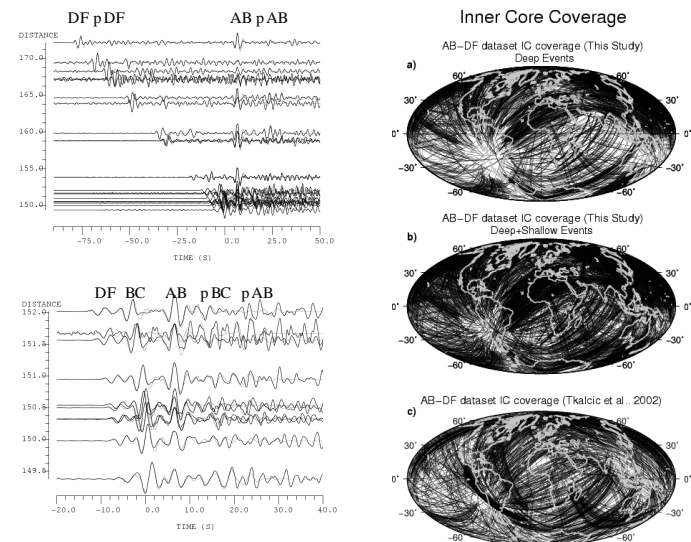 DF pDF AB pAB
DISTANCE
170.0
165.0
160.0
155.0
150.0
-75.0 -50.0 -25.0 0.0 25.0 50.0
TIME (S)
DF BC AB pBC pAB
DISTANCE
152.0
151.5
151.0
150.5
150.0
149.5
-20.0 -10.0 0.0 10.0 20.0 30.0 40.0
TIME (S)
Inner Core Coverage
AB-DF dataset IC coverage (This Study)
Deep Events
a)
60˚ 60˚
30˚ 30˚
0˚ 0˚
-30˚ -30˚
-60˚ -60˚
AB-DF dataset IC coverage (This Study)
Deep+Shallow Events
b)
60˚ 60˚
30˚ 30˚
0˚ 0˚
-30˚ -30˚
-60˚ -60˚
AB-DF dataset IC coverage (Tkalcic et al.. 2002)
c)
60˚ 60˚
30˚ 30˚
0˚ 0˚
-30˚ -30˚
-60˚ -60˚